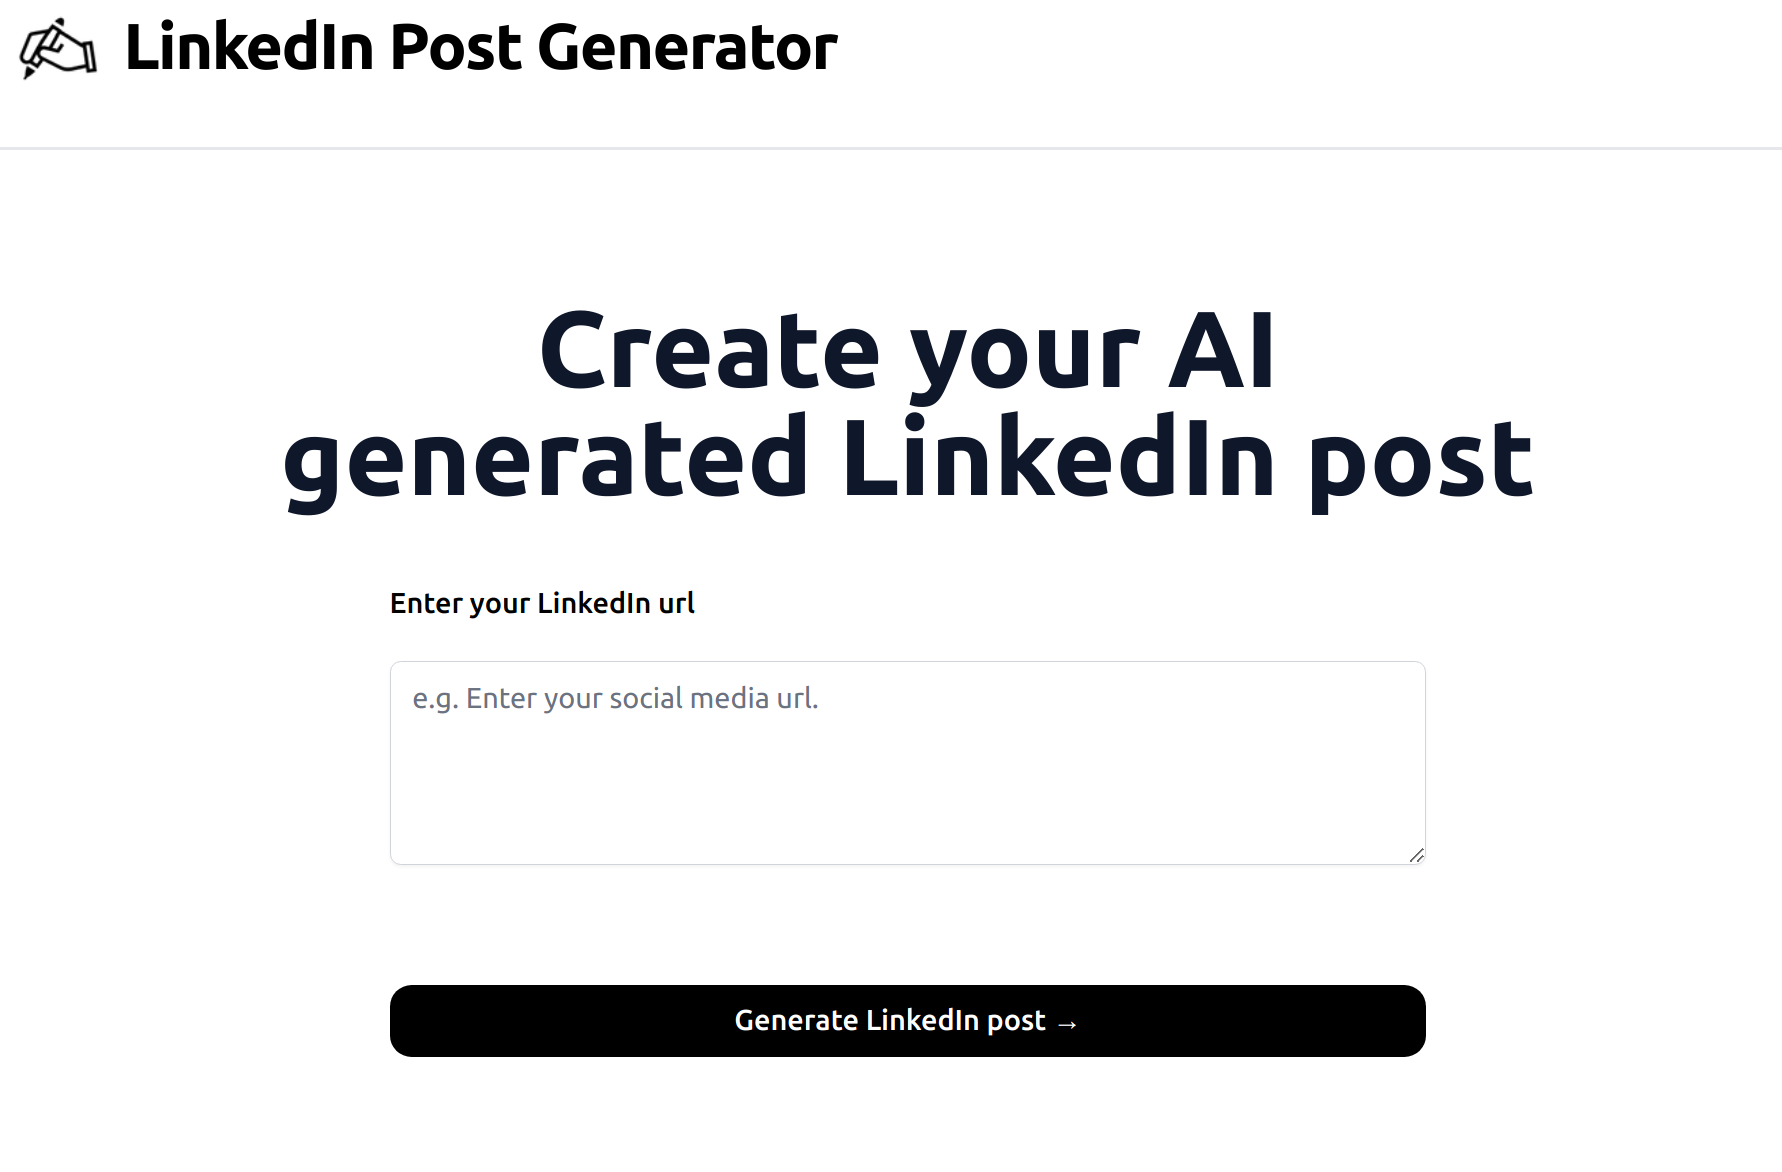 LinkedIn Post Generator
Create your AI
generated LinkedIn post
Enter your LinkedIn url
e.g. Enter your social media url.
Generate LinkedIn post →